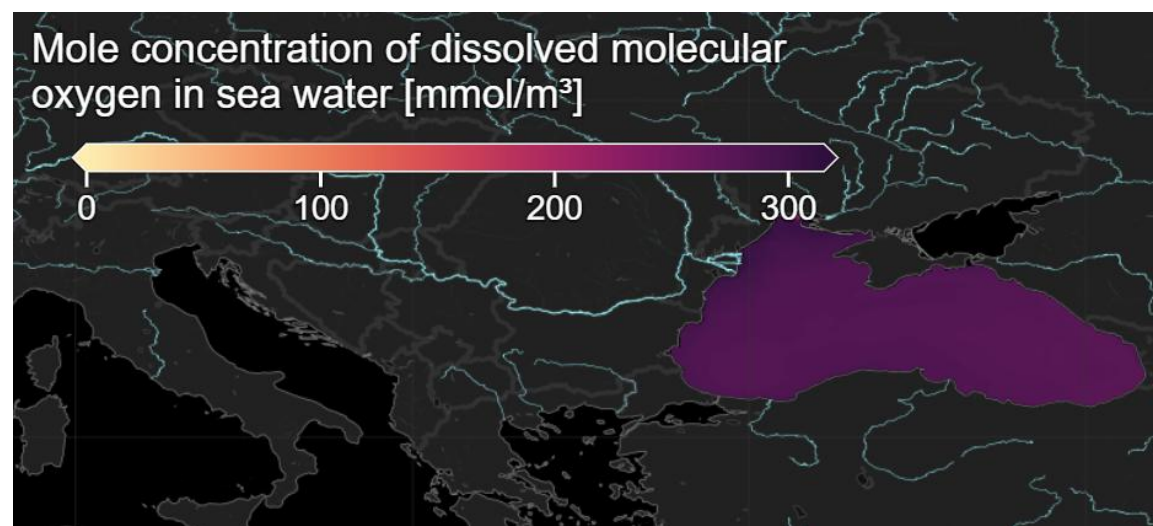 Mole concentration of dissolved molecular
oxygen in sea water [mmol/m³]
0 100 200 300